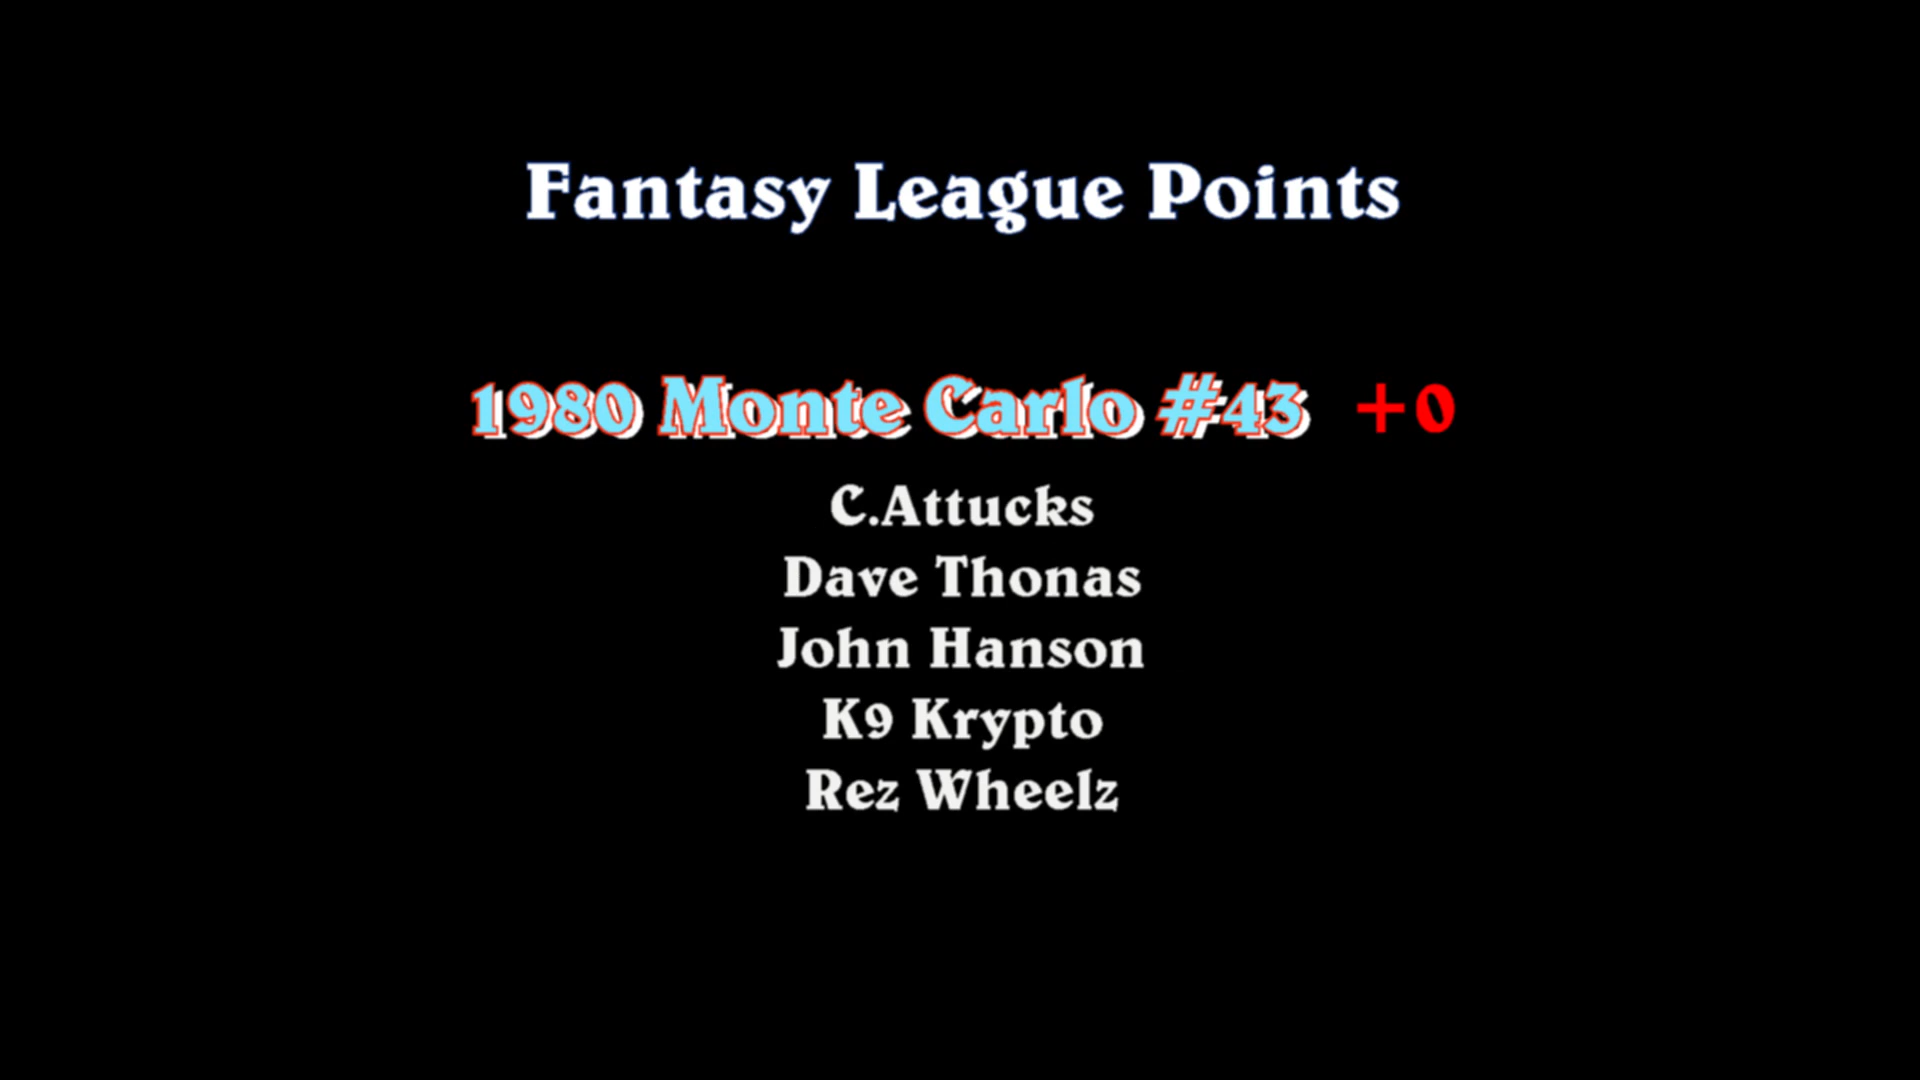 Fantasy League Points
1980 Monte Carlo #43 +0
C.Attucks
Dave Thonas
John Hanson
K9 Krypto
Rez Wheelz